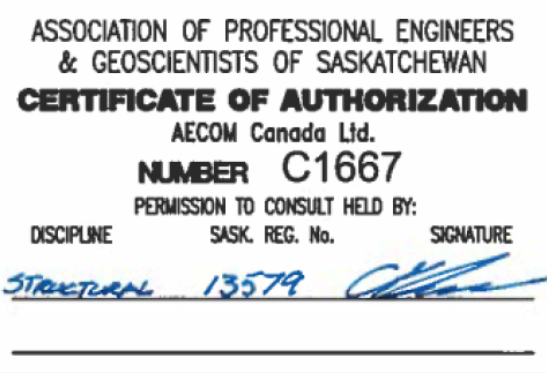 ASSOCIATION OF PROFESSIONAL ENGINEERS
& GEOSCIENTISTS OF SASKATCHEWAN
CERTIFICATE OF AUTHORIZATION
AECOM Canada Ltd.
NUMBER C1667
PERMISSION TO CONSULT HELD BY:
DISCIPLINE SASK. REG. No. SIGNATURE
STRUCTURAL 13579